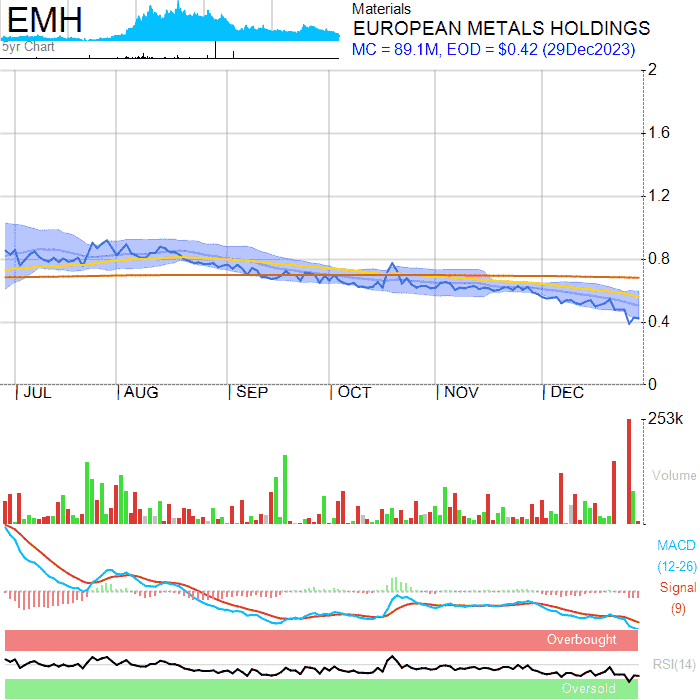 EMH
5yr Chart
Materials
EUROPEAN METALS HOLDINGS
MC = 89.1M, EOD = $0.42 (29Dec2023)
2
1.6
1.2
0.8
0.4
0
JUL AUG SEP OCT NOV DEC
253k
Volume
MACD
(12-26)
Signal
(9)
Overbought
RSI(14)
Oversold